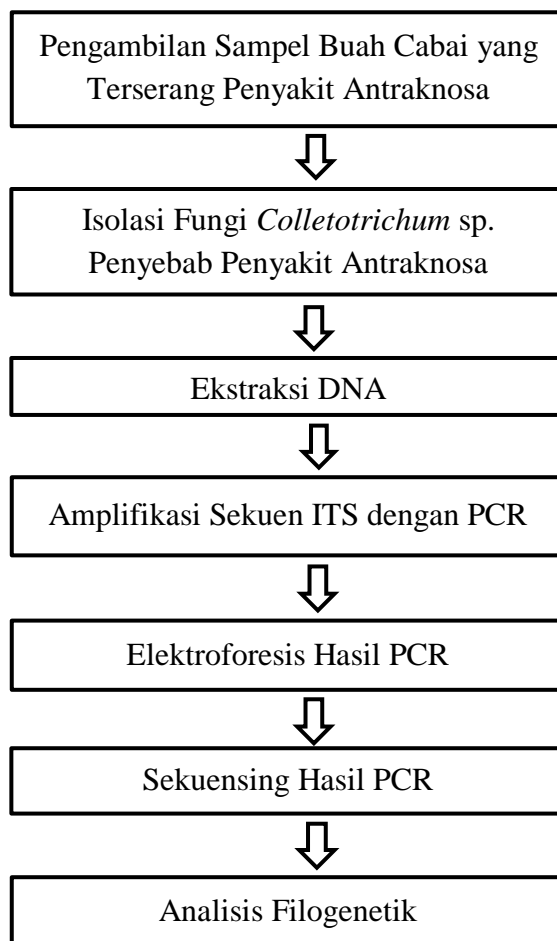 Pengambilan Sampel Buah Cabai yang
Terserang Penyakit Antraknosa
Isolasi Fungi Colletotrichum sp.
Penyebab Penyakit Antraknosa
Ekstraksi DNA
Amplifikasi Sekuen ITS dengan PCR
Elektroforesis Hasil PCR
Sekuensing Hasil PCR
Analisis Filogenetik